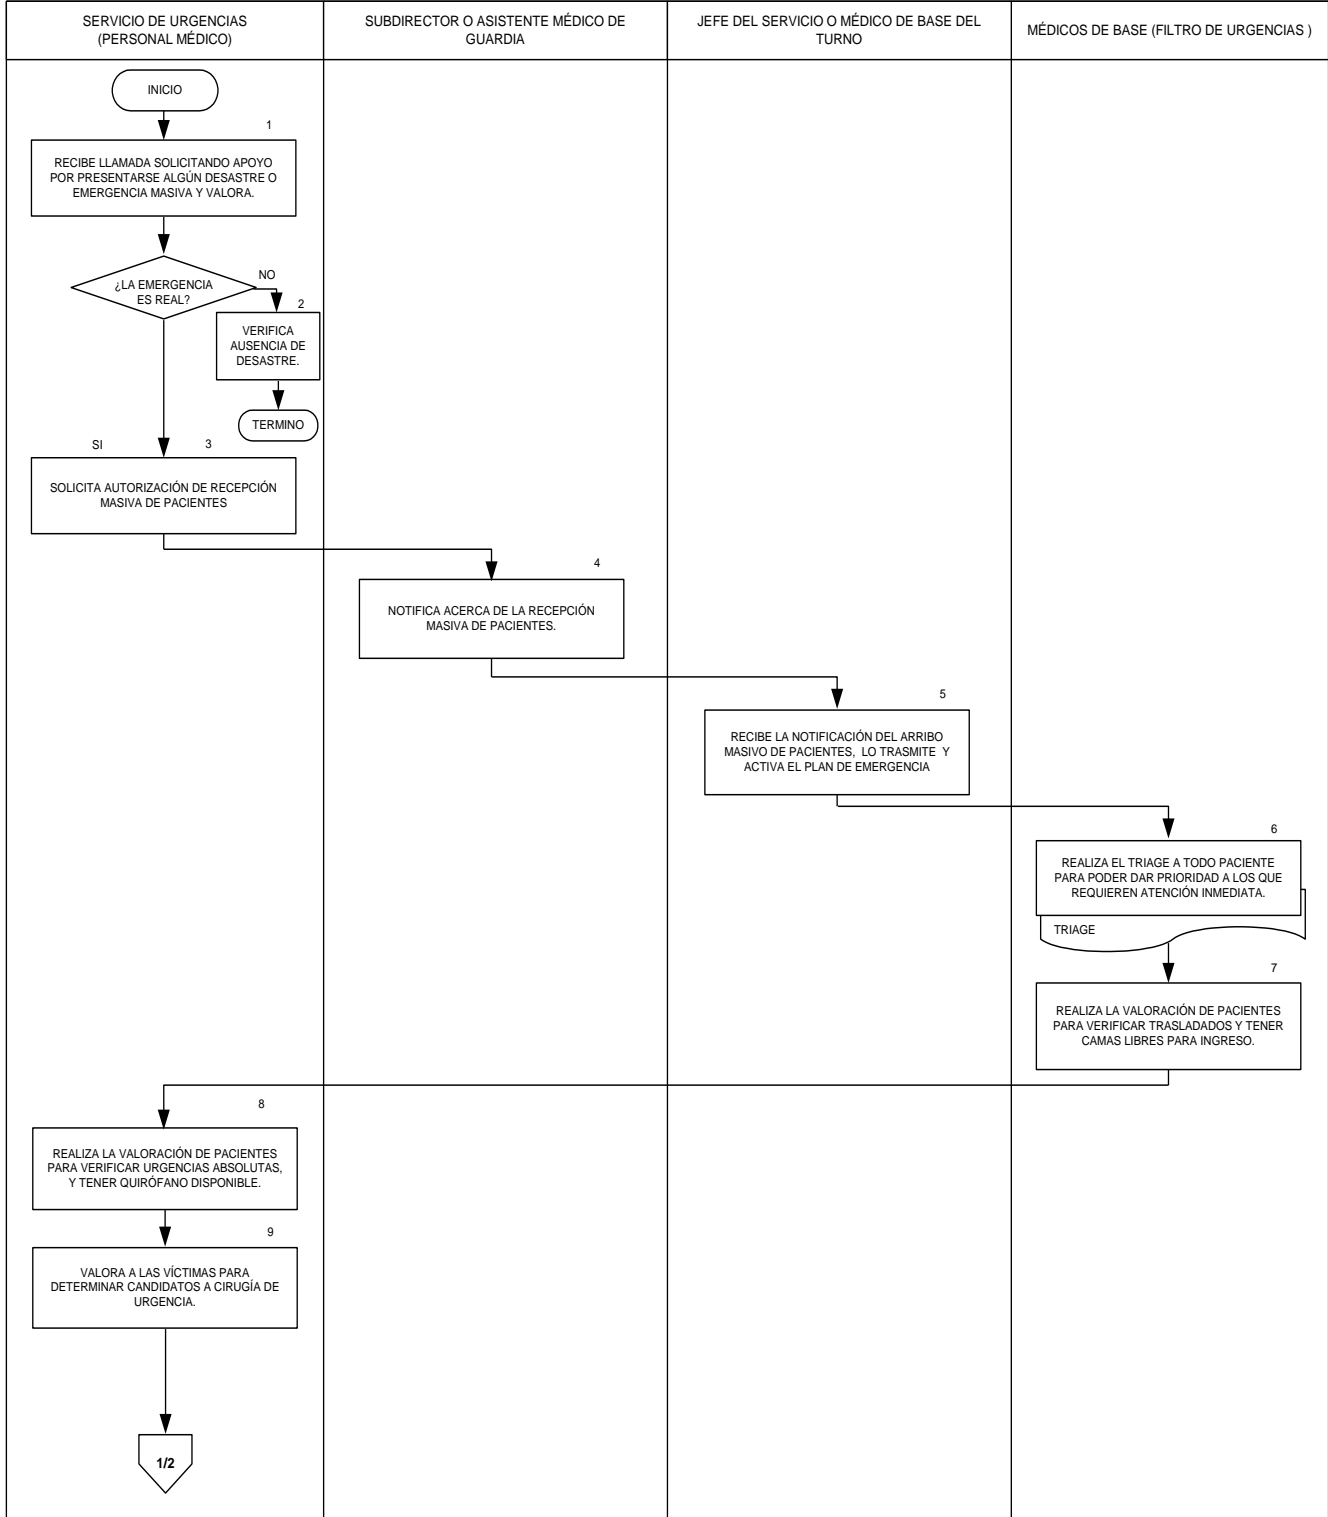 SERVICIO DE URGENCIAS
(PERSONAL MÉDICO)
SUBDIRECTOR O ASISTENTE MÉDICO DE
GUARDIA
JEFE DEL SERVICIO O MÉDICO DE BASE DEL
TURNO
MÉDICOS DE BASE (FILTRO DE URGENCIAS )
INICIO
1
RECIBE LLAMADA SOLICITANDO APOYO
POR PRESENTARSE ALGÚN DESASTRE O
EMERGENCIA MASIVA Y VALORA.
¿LA EMERGENCIA
ES REAL?
NO
2
VERIFICA
AUSENCIA DE
DESASTRE.
TERMINO
SI
3
SOLICITA AUTORIZACIÓN DE RECEPCIÓN
MASIVA DE PACIENTES
4
NOTIFICA ACERCA DE LA RECEPCIÓN
MASIVA DE PACIENTES.
5
RECIBE LA NOTIFICACIÓN DEL ARRIBO
MASIVO DE PACIENTES, LO TRASMITE Y
ACTIVA EL PLAN DE EMERGENCIA
6
REALIZA EL TRIAGE A TODO PACIENTE
PARA PODER DAR PRIORIDAD A LOS QUE
REQUIEREN ATENCIÓN INMEDIATA.
TRIAGE
7
REALIZA LA VALORACIÓN DE PACIENTES
PARA VERIFICAR TRASLADADOS Y TENER
CAMAS LIBRES PARA INGRESO.
8
REALIZA LA VALORACIÓN DE PACIENTES
PARA VERIFICAR URGENCIAS ABSOLUTAS,
Y TENER QUIRÓFANO DISPONIBLE.
9
VALORA A LAS VÍCTIMAS PARA
DETERMINAR CANDIDATOS A CIRUGÍA DE
URGENCIA.
1/2